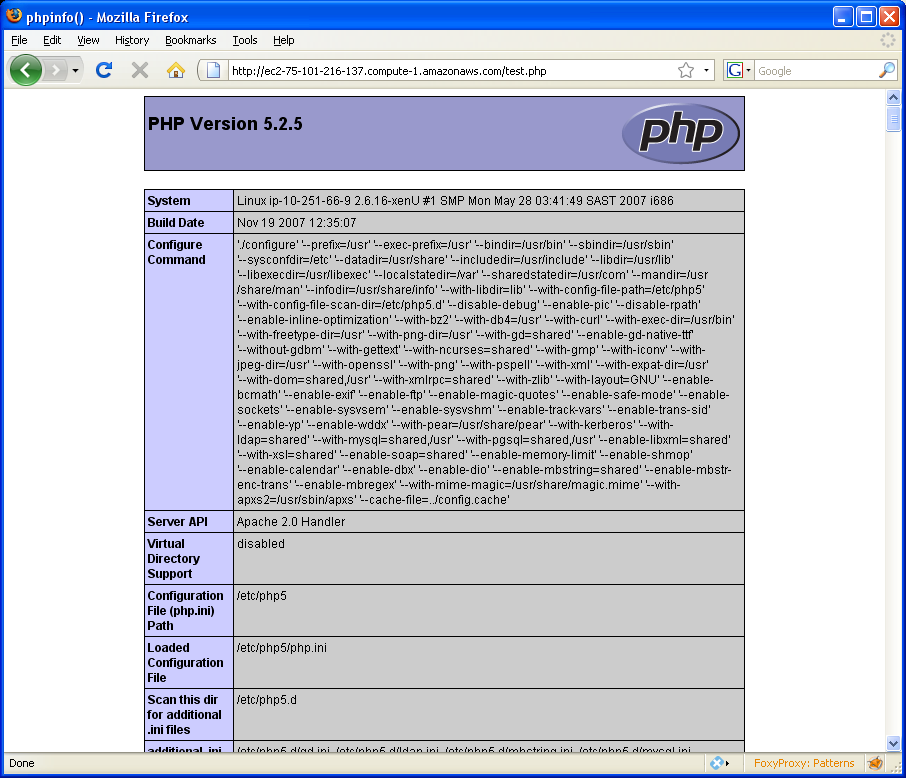 phpinfo() - Mozilla Firefox
File Edit View History Bookmarks Tools Help
http://ec2-75-101-216-137.compute-1.amazonaws.com/test.php
G Google
PHP Version 5.2.5
php
System Linux ip-10-251-66-9 2.6.16-xenU #1 SMP Mon May 28 03:41:49 SAST 2007 i686
Build Date Nov 19 2007 12:35:07
Configure
Command
'./configure' '--prefix=/usr' '--exec-prefix=/usr' '--bindir=/usr/bin' '--sbindir=/usr/sbin'
'--sysconfdir=/etc' '--datadir=/usr/share' '--includedir=/usr/include' '--libdir=/usr/lib'
'--libexecdir=/usr/libexec' '--localstatedir=/var' '--sharedstatedir=/usr/com' '--mandir=/usr
/share/man' '--infodir=/usr/share/info' '--with-libdir=lib' '--with-config-file-path=/etc/php5'
'--with-config-file-scan-dir=/etc/php5.d' '--disable-debug' '--enable-pic' '--disable-rpath'
'--enable-inline-optimization' '--with-bz2' '--with-db4=/usr' '--with-curl' '--with-exec-dir=/usr/bin'
'--with-freetype-dir=/usr' '--with-png-dir=/usr' '--with-gd=shared' '--enable-gd-native-ttf'
'--without-gdbm' '--with-gettext' '--with-ncurses=shared' '--with-gmp' '--with-iconv' '--with-
jpeg-dir=/usr' '--with-openssl' '--with-png' '--with-pspell' '--with-xml' '--with-expat-dir=/usr'
'--with-dom=shared,/usr' '--with-xmlrpc=shared' '--with-zlib' '--with-layout=GNU' '--enable-
bcmath' '--enable-exif' '--enable-ftp' '--enable-magic-quotes' '--enable-safe-mode' '--enable-
sockets' '--enable-sysvsem' '--enable-sysvshm' '--enable-track-vars' '--enable-trans-sid'
'--enable-yp' '--enable-wddx' '--with-pear=/usr/share/pear' '--with-kerberos' '--with-
ldap=shared' '--with-mysql=shared,/usr' '--with-pgsql=shared,/usr' '--enable-libxml=shared'
'--with-xsl=shared' '--enable-soap=shared' '--enable-memory-limit' '--enable-shmop'
'--enable-calendar' '--enable-dbx' '--enable-dio' '--enable-mbstring=shared' '--enable-mbstr-
enc-trans' '--enable-mbregex' '--with-mime-magic=/usr/share/magic.mime' '--with-
apxs2=/usr/sbin/apxs' '--cache-file=../config.cache'
Server API Apache 2.0 Handler
Virtual
Directory
Support
disabled
Configuration
File (php.ini)
Path
/etc/php5
Loaded
Configuration
File
/etc/php5/php.ini
Scan this dir
for additional
.ini files
/etc/php5.d
additional .ini /etc/php5.d/gd.ini, /etc/php5.d/ldap.ini, /etc/php5.d/mbstring.ini, /etc/php5.d/mysql.ini,
Done FoxyProxy: Patterns